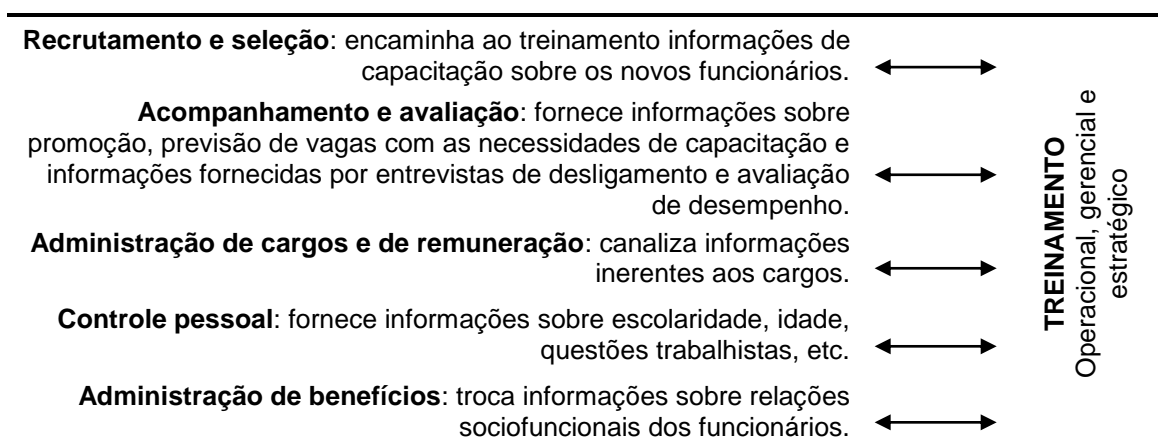 Recrutamento e seleção: encaminha ao treinamento informações de
capacitação sobre os novos funcionários.
Acompanhamento e avaliação: fornece informações sobre
promoção, previsão de vagas com as necessidades de capacitação e
informações fornecidas por entrevistas de desligamento e avaliação
de desempenho.
Administração de cargos e de remuneração: canaliza informações
inerentes aos cargos.
Controle pessoal: fornece informações sobre escolaridade, idade,
questões trabalhistas, etc.
Administração de benefícios: troca informações sobre relações
sociofuncionais dos funcionários.
TREINAMENTO
Operacional, gerencial e
estratégico